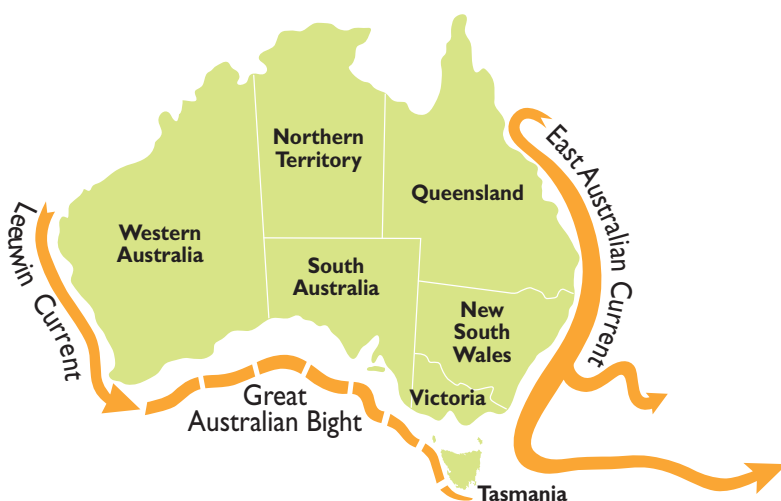 Northern
Territory
Queensland
Western
Australia
South
Australia
New
South
Wales
Victoria
Great
Australian Bight
Tasmania
Leeuwin Current
East Australian Current